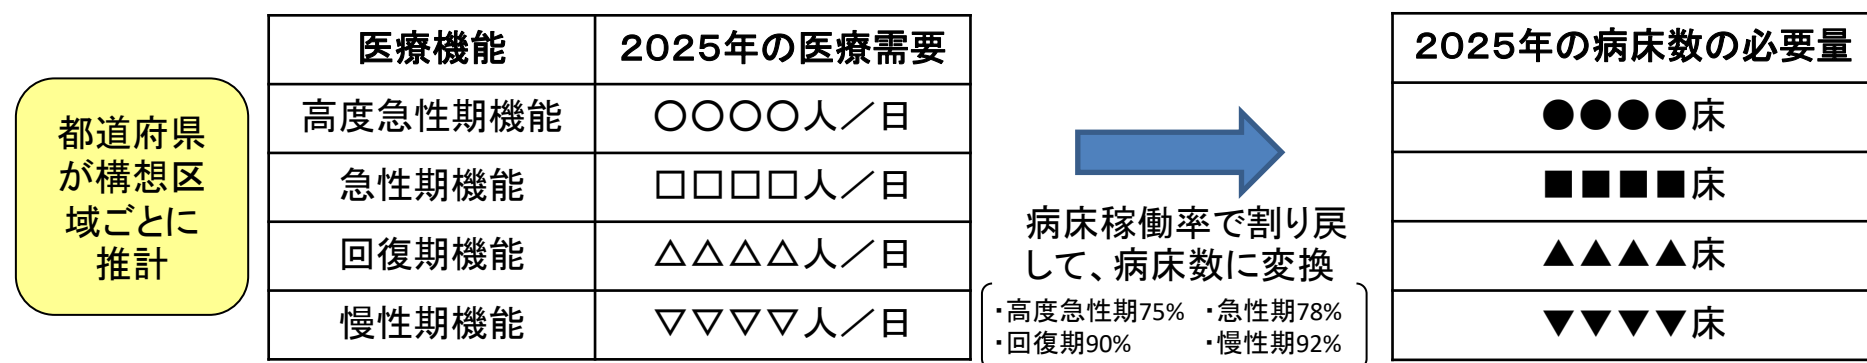 都道府県
が構想区
域ごとに
推計
医療機能 2025年の医療需要
高度急性期機能 〇〇〇〇人／日
急性期機能 □□□□人／日
回復期機能 △△△△人／日
慢性期機能 ▽▽▽▽人／日
病床稼働率で割り戻
して、病床数に変換
・高度急性期75% ・急性期78%
・回復期90% ・慢性期92%
2025年の病床数の必要量
●●●●床
■■■■床
▲▲▲▲床
▼▼▼▼床